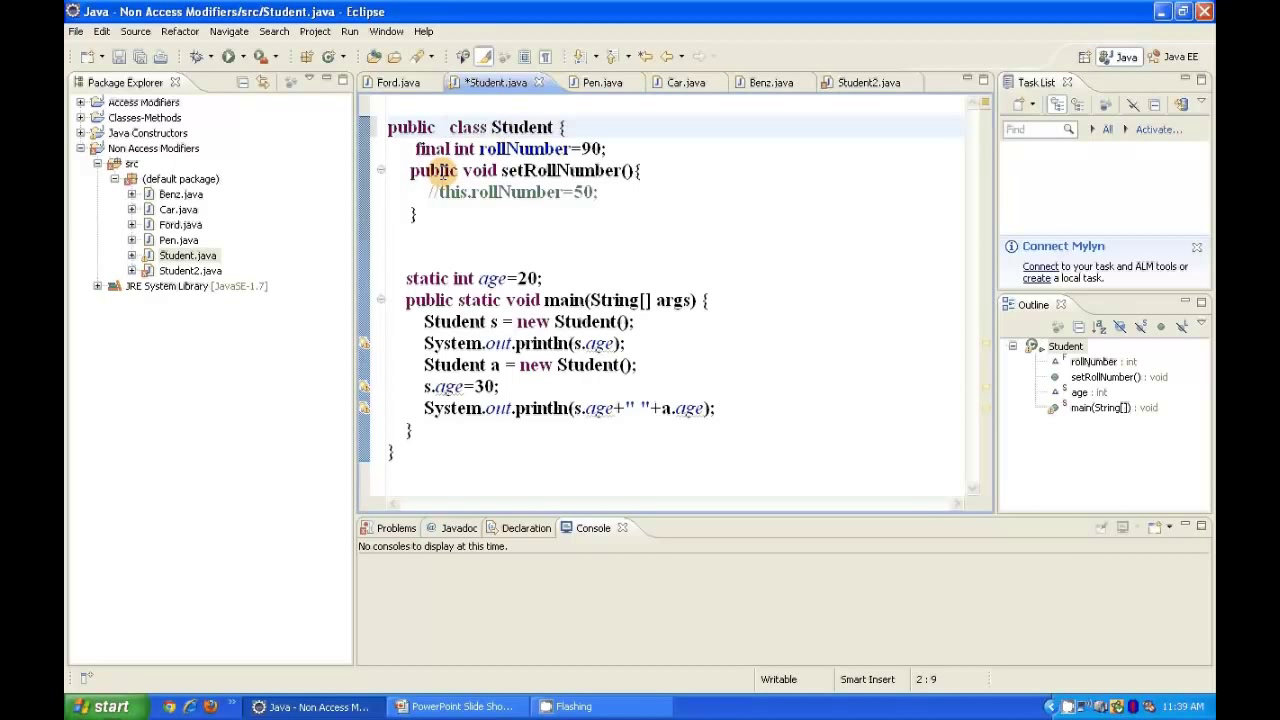 Java - Non Access Modifiers/src/Student.java - Eclipse
File Edit Source Refactor Navigate Search Project Run Window Help
Java Java EE
Package Explorer
Access Modifiers
Classes-Methods
Java Constructors
Non Access Modifiers
src
(default package)
Benz.java
Car.java
Ford.java
Pen.java
Student.java
Student2.java
JRE System Library [JavaSE-1.7]
Ford.java *Student.java Pen.java Car.java Benz.java Student2.java
public class Student {
final int rollNumber=90;
public void setRollNumber(){
//this.rollNumber=50;
}
static int age=20;
public static void main(String[] args) {
Student s = new Student();
System.out.println(s.age);
Student a = new Student();
s.age=30;
System.out.println(s.age+" "+a.age);
}
}
Task List
Find All Activate...
Connect Mylyn
Connect to your task and ALM tools or
create a local task.
Outline
Student
rollNumber : int
setRollNumber() : void
age : int
main(String[]) : void
Problems Javadoc Declaration Console
No consoles to display at this time.
Writable Smart Insert 2 : 9
start Java - Non Access M... PowerPoint Slide Sho... Flashing 11:39 AM